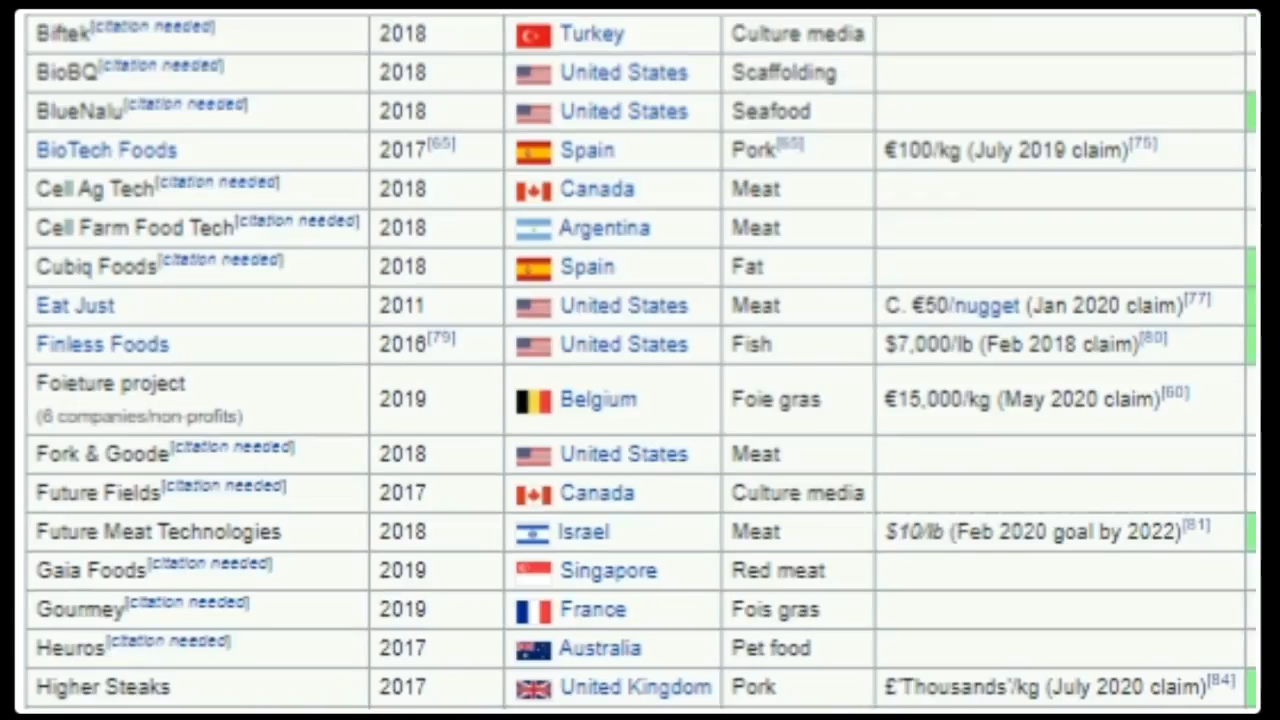 Biftek[citation needed] 2018 Turkey Culture media
BioBQ[citation needed] 2018 United States Scaffolding
BlueNalu[citation needed] 2018 United States Seafood
BioTech Foods 2017[65] Spain Pork[65] €100/kg (July 2019 claim)[75]
Cell Ag Tech[citation needed] 2018 Canada Meat
Cell Farm Food Tech[citation needed] 2018 Argentina Meat
Cubiq Foods[citation needed] 2018 Spain Fat
Eat Just 2011 United States Meat C. €50/nugget (Jan 2020 claim)[77]
Finless Foods 2016[79] United States Fish $7,000/lb (Feb 2018 claim)[80]
Foieture project
(6 companies/non-profits) 2019 Belgium Foie gras €15,000/kg (May 2020 claim)[60]
Fork & Goode[citation needed] 2018 United States Meat
Future Fields[citation needed] 2017 Canada Culture media
Future Meat Technologies 2018 Israel Meat $10/lb (Feb 2020 goal by 2022)[81]
Gaia Foods[citation needed] 2019 Singapore Red meat
Gourmey[citation needed] 2019 France Fois gras
Heuros[citation needed] 2017 Australia Pet food
Higher Steaks 2017 United Kingdom Pork £'Thousands'/kg (July 2020 claim)[84]